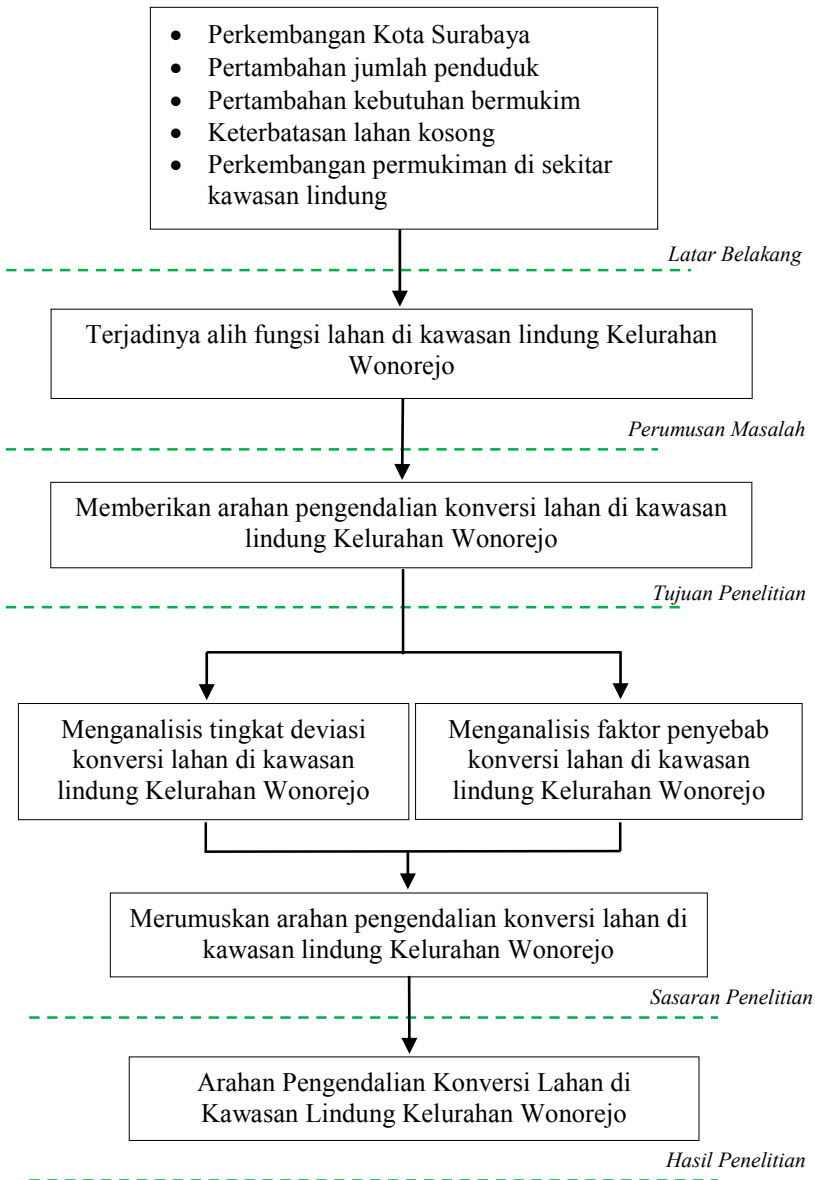 • Perkembangan Kota Surabaya
• Pertambahan jumlah penduduk
• Pertambahan kebutuhan bermukim
• Keterbatasan lahan kosong
• Perkembangan permukiman di sekitar
kawasan lindung
Latar Belakang
Terjadinya alih fungsi lahan di kawasan lindung Kelurahan
Wonorejo
Perumusan Masalah
Memberikan arahan pengendalian konversi lahan di kawasan
lindung Kelurahan Wonorejo
Tujuan Penelitian
Menganalisis tingkat deviasi
konversi lahan di kawasan
lindung Kelurahan Wonorejo
Menganalisis faktor penyebab
konversi lahan di kawasan
lindung Kelurahan Wonorejo
Merumuskan arahan pengendalian konversi lahan di
kawasan lindung Kelurahan Wonorejo
Sasaran Penelitian
Arahan Pengendalian Konversi Lahan di
Kawasan Lindung Kelurahan Wonorejo
Hasil Penelitian